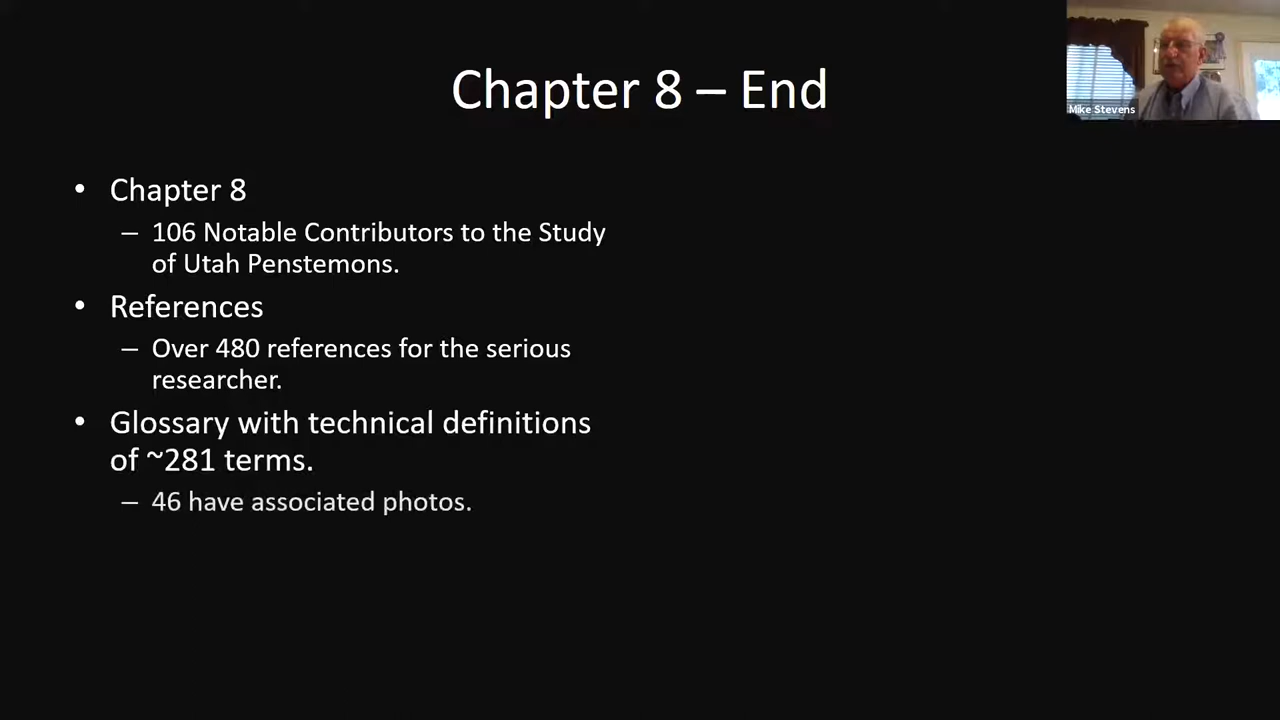 Chapter 8 – End
Mike Stevens
• Chapter 8
– 106 Notable Contributors to the Study
of Utah Penstemons.
• References
– Over 480 references for the serious
researcher.
• Glossary with technical definitions
of ~281 terms.
– 46 have associated photos.